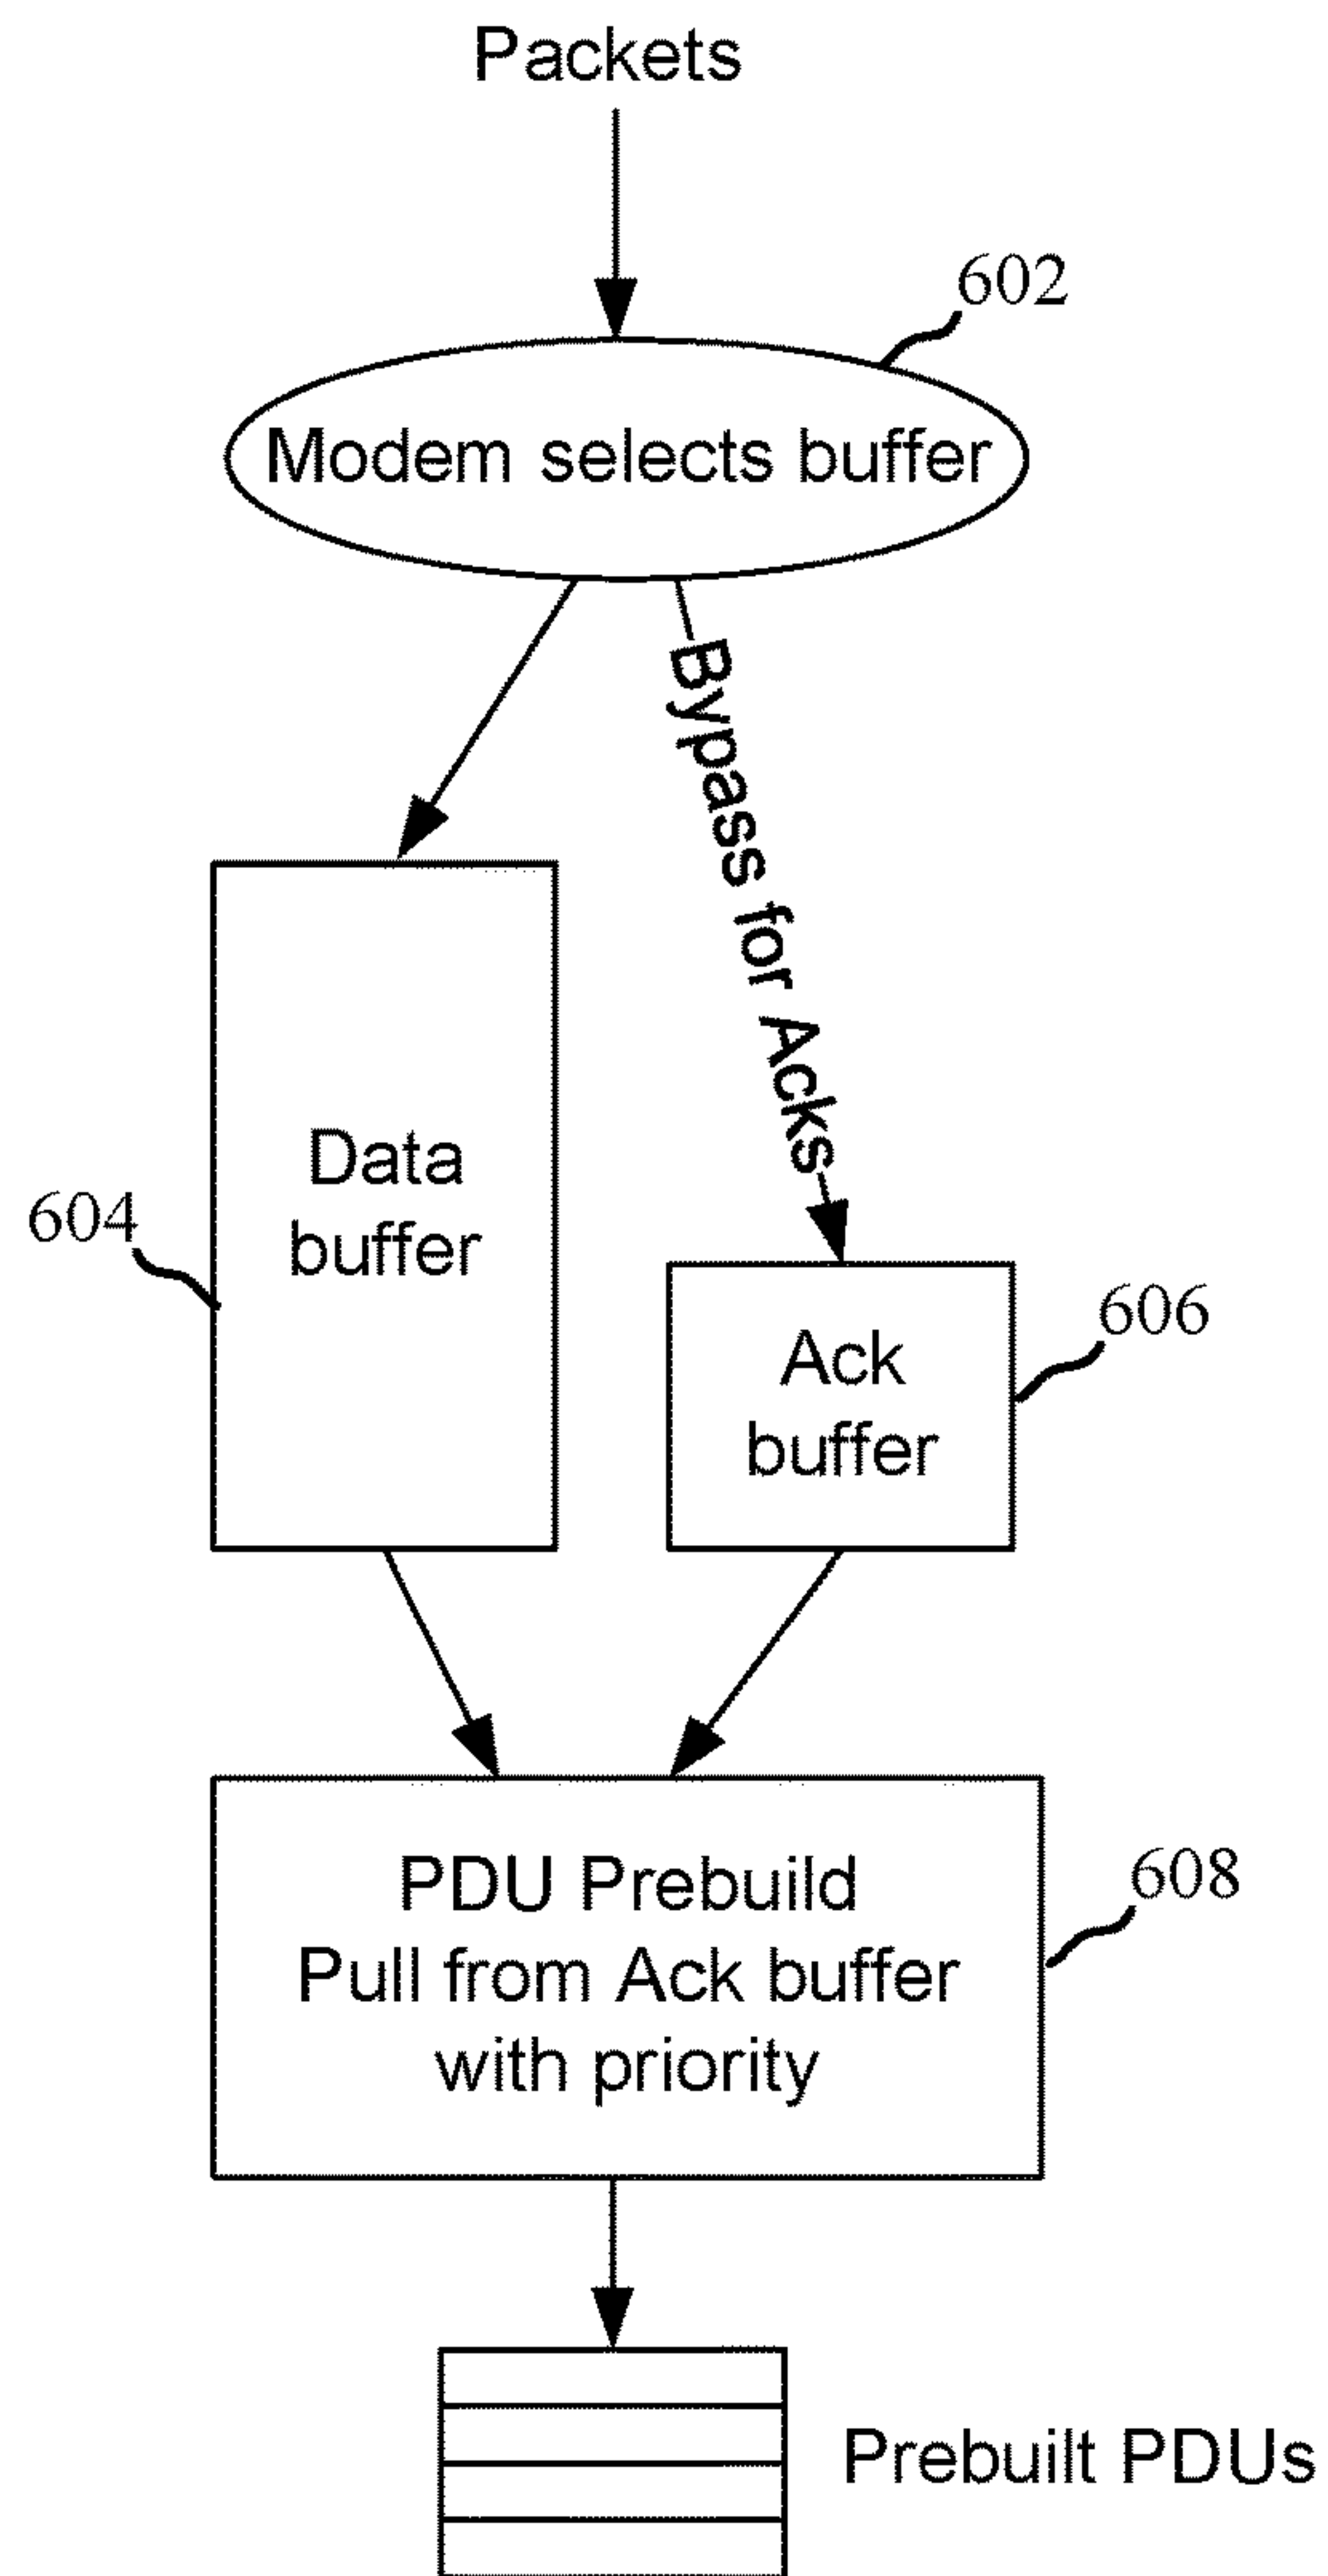 Packets
602
Modem selects buffer
Bypass for Acks
Data
buffer
604
Ack
buffer
606
PDU Prebuild
Pull from Ack buffer
with priority
608
Prebuilt PDUs